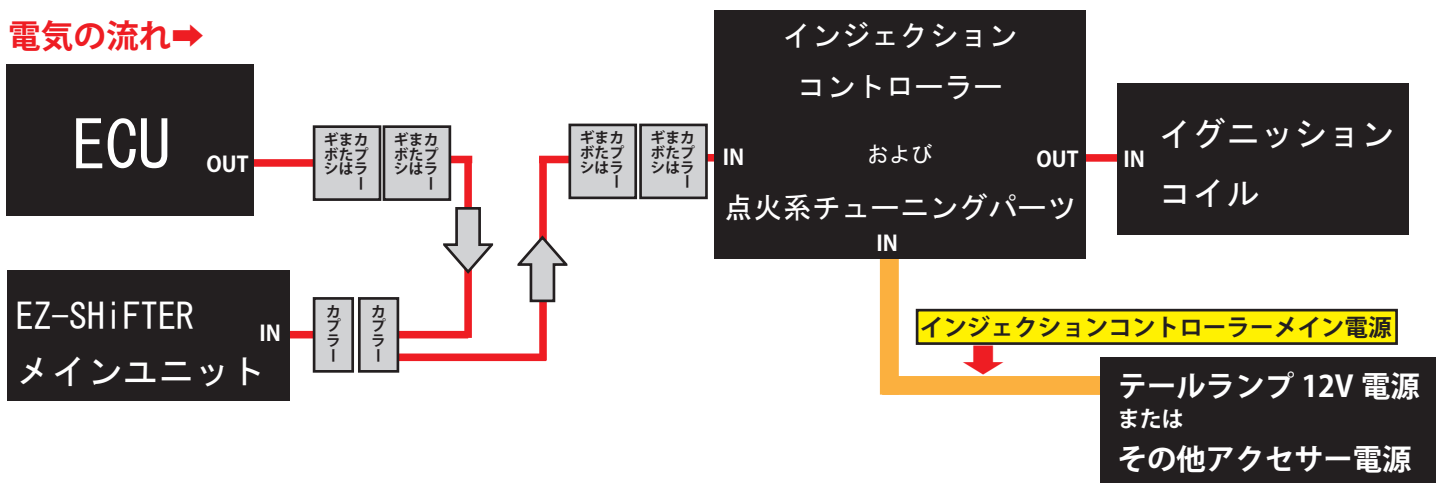 電気の流れ➡
ECU
OUT
カプラー
または
ギボシ
カプラー
または
ギボシ
EZ-SHiFTER
メインユニット
IN
カプラー
カプラー
カプラー
または
ギボシ
カプラー
または
ギボシ
インジェクション
コントローラー
および
点火系チューニングパーツ
IN
OUT
IN
IN
イグニッション
コイル
インジェクションコントローラーメイン電源
テールランプ 12V 電源
または
その他アクセサー電源